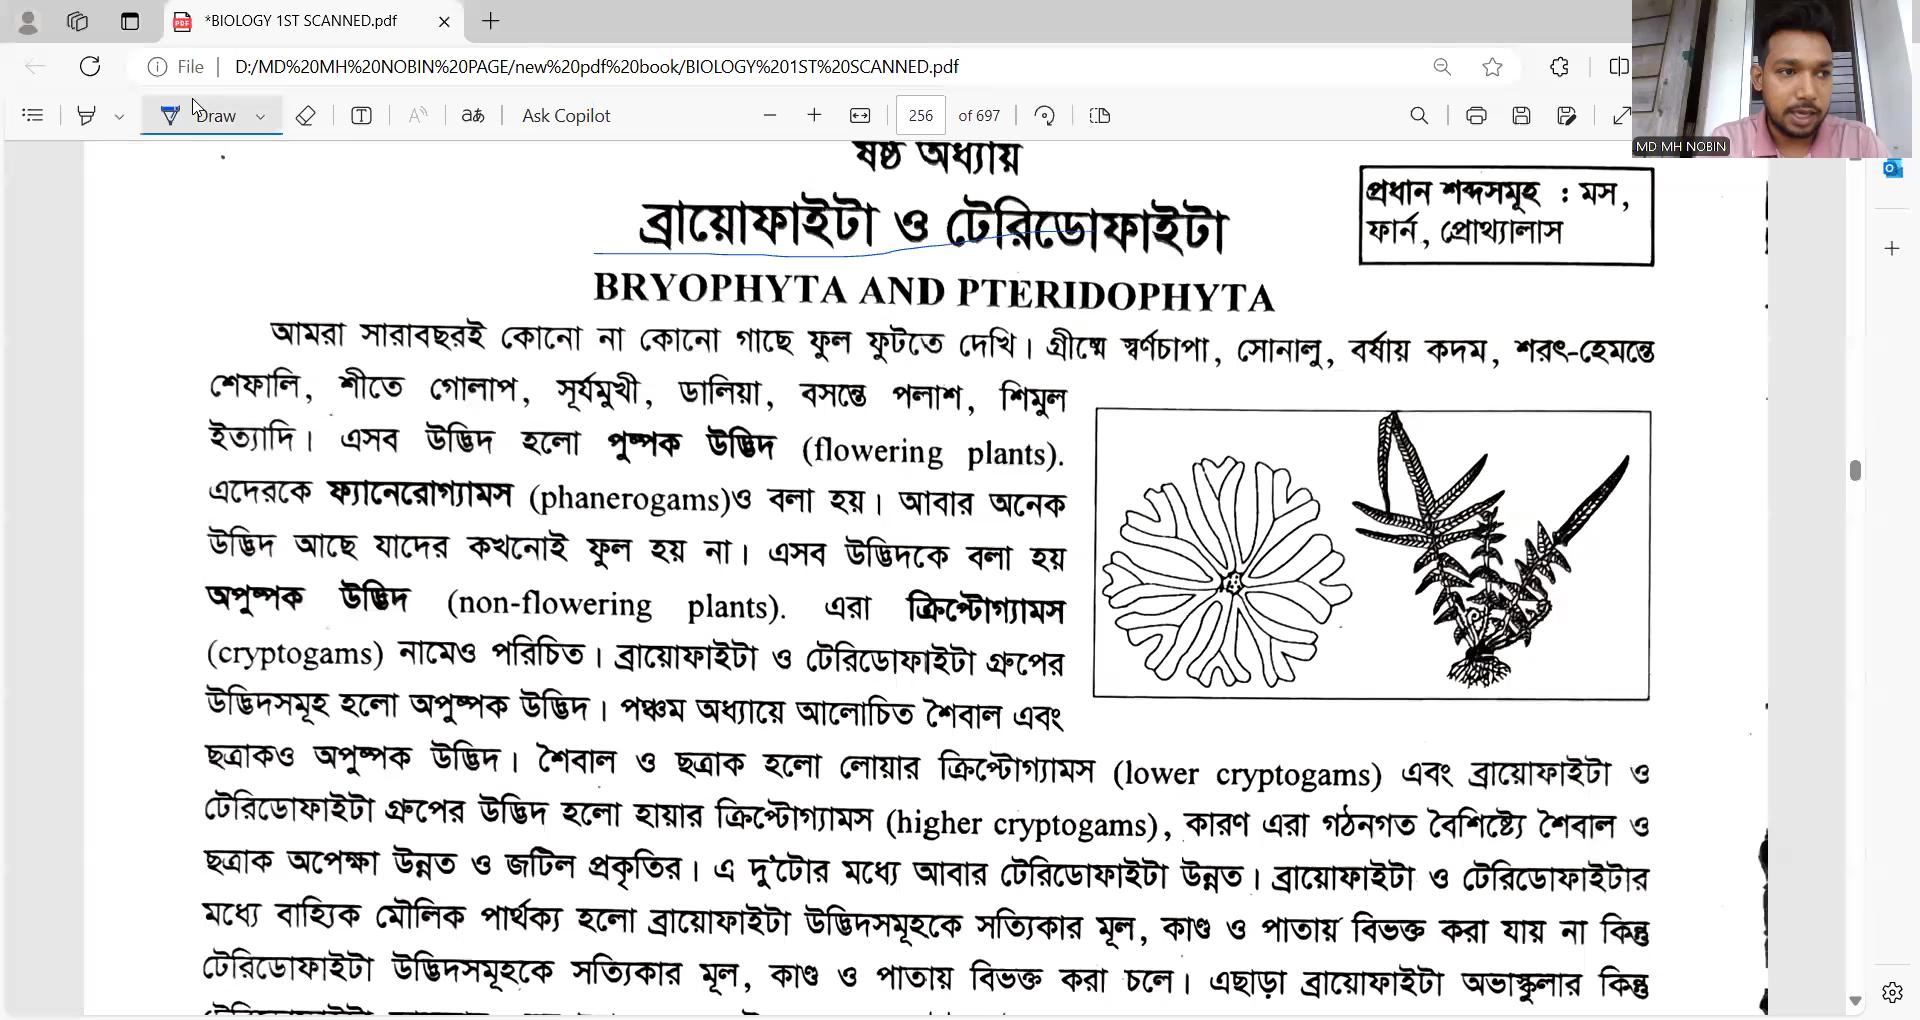 *BIOLOGY 1ST SCANNED.pdf
File
D:/MD%20MH%20NOBIN%20PAGE/new%20pdf%20book/BIOLOGY%201ST%20SCANNED.pdf
Draw
Ask Copilot
256 of 697
MD MH NOBIN
ষষ্ঠ অধ্যায়
ব্রায়োফাইটা ও টেরিডোফাইটা
BRYOPHYTA AND PTERIDOPHYTA
প্রধান শব্দসমূহ : মস,
ফার্ন, প্রোথ্যালাস
আমরা সারাবছরই কোনো না কোনো গাছে ফুল ফুটতে দেখি। গ্রীষ্মে স্বর্ণচাপা, সোনালু, বর্ষায় কদম, শরৎ-হেমন্তে
শেফালি, শীতে গোলাপ, সূর্যমুখী, ডালিয়া, বসন্তে পলাশ, শিমুল
ইত্যাদি। এসব উদ্ভিদ হলো পুষ্পক উদ্ভিদ (flowering plants).
এদেরকে ফ্যানেরোগ্যামস (phanerogams)ও বলা হয়। আবার অনেক
উদ্ভিদ আছে যাদের কখনোই ফুল হয় না। এসব উদ্ভিদকে বলা হয়
অপুষ্পক উদ্ভিদ (non-flowering plants). এরা ক্রিপ্টোগ্যামস
(cryptogams) নামেও পরিচিত। ব্রায়োফাইটা ও টেরিডোফাইটা গ্রুপের
উদ্ভিদসমূহ হলো অপুষ্পক উদ্ভিদ। পঞ্চম অধ্যায়ে আলোচিত শৈবাল এবং
ছত্রাকও অপুষ্পক উদ্ভিদ। শৈবাল ও ছত্রাক হলো লোয়ার ক্রিপ্টোগ্যামস (lower cryptogams) এবং ব্রায়োফাইটা ও
টেরিডোফাইটা গ্রুপের উদ্ভিদ হলো হায়ার ক্রিপ্টোগ্যামস (higher cryptogams), কারণ এরা গঠনগত বৈশিষ্ট্যে শৈবাল ও
ছত্রাক অপেক্ষা উন্নত ও জটিল প্রকৃতির। এ দু'টোর মধ্যে আবার টেরিডোফাইটা উন্নত। ব্রায়োফাইটা ও টেরিডোফাইটার
মধ্যে বাহ্যিক মৌলিক পার্থক্য হলো ব্রায়োফাইটা উদ্ভিদসমূহকে সত্যিকার মূল, কাণ্ড ও পাতায় বিভক্ত করা যায় না কিন্তু
টেরিডোফাইটা উদ্ভিদসমূহকে সত্যিকার মূল, কাণ্ড ও পাতায় বিভক্ত করা চলে। এছাড়া ব্রায়োফাইটা অভাস্কুলার কিন্তু